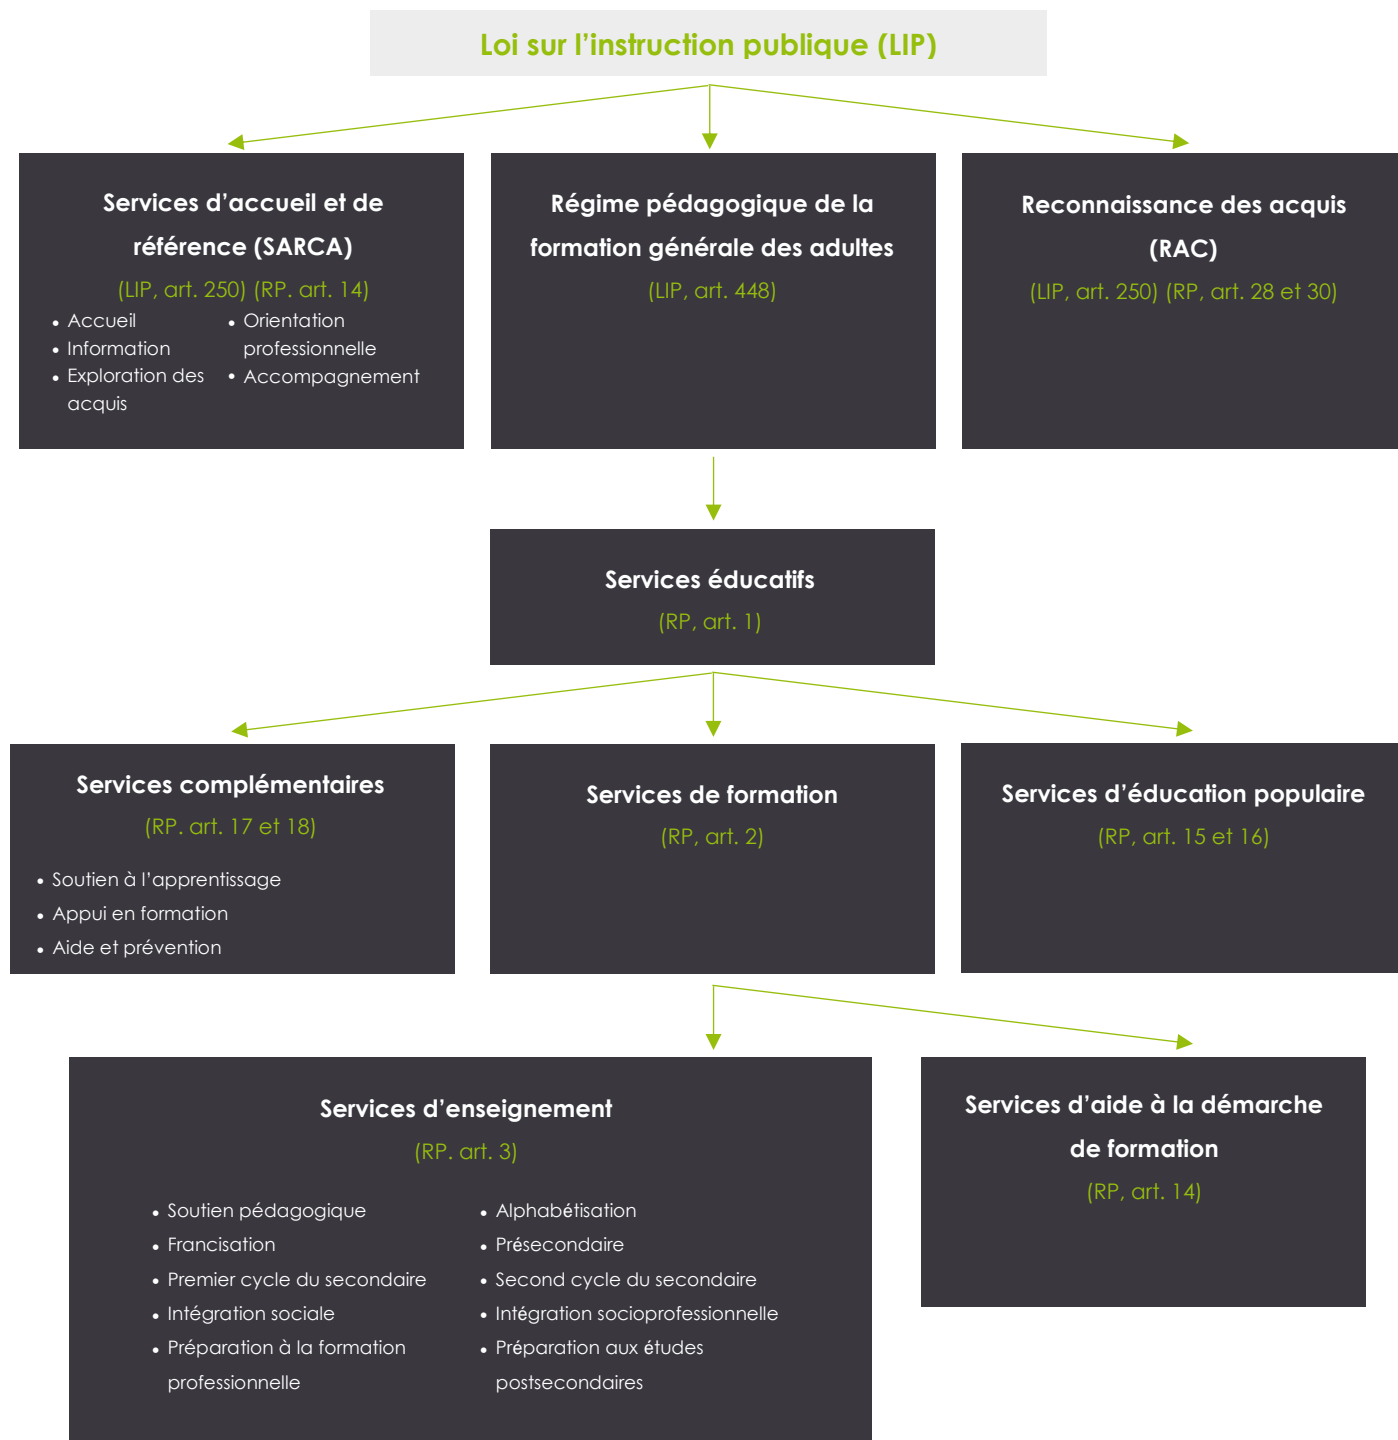 Loi sur l’instruction publique (LIP)
Services d’accueil et de
référence (SARCA)
(LIP, art. 250) (RP. art. 14)
• Accueil
• Information
• Exploration des
acquis
• Orientation
professionnelle
• Accompagnement
Régime pédagogique de la
formation générale des adultes
(LIP, art. 448)
Reconnaissance des acquis
(RAC)
(LIP, art. 250) (RP, art. 28 et 30)
Services éducatifs
(RP, art. 1)
Services complémentaires
(RP. art. 17 et 18)
• Soutien à l’apprentissage
• Appui en formation
• Aide et prévention
Services de formation
(RP, art. 2)
Services d’éducation populaire
(RP, art. 15 et 16)
Services d’enseignement
(RP. art. 3)
• Soutien pédagogique
• Francisation
• Premier cycle du secondaire
• Intégration sociale
• Préparation à la formation
professionnelle
• Alphabétisation
• Présecondaire
• Second cycle du secondaire
• Intégration socioprofessionnelle
• Préparation aux études
postsecondaires
Services d’aide à la démarche
de formation
(RP, art. 14)